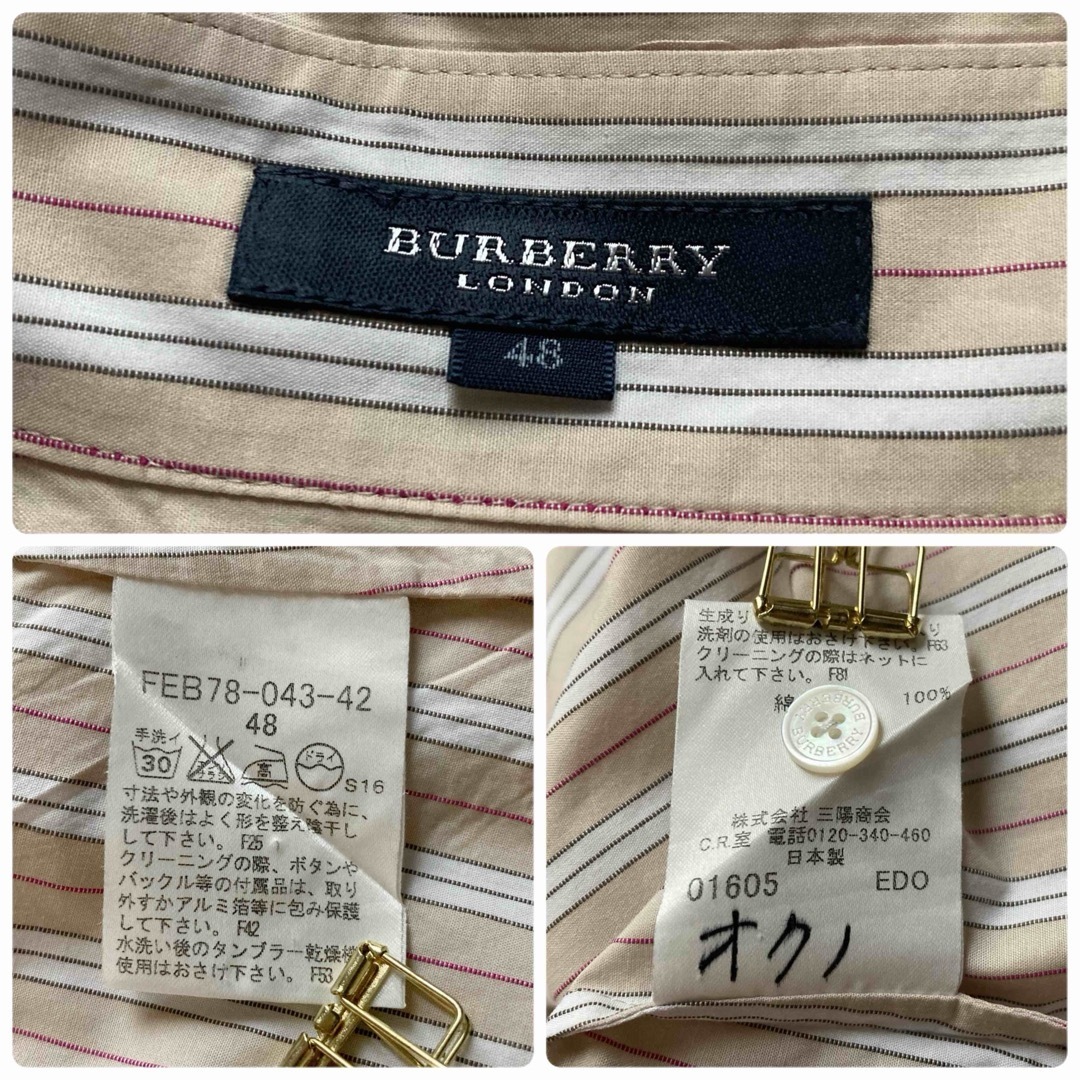 BURBERRY
LONDON
48
FEB78-043-42
48
手洗イ
30
高
ドライ
S16
寸法や外観の変化を防ぐ為に
洗濯後はよく形を整え陰干し
して下さい。 F25
クリーニングの際、ボタンや
バックル等の付属品は、取り
外すかアルミ箔等に包み保護
して下さい。 F42
水洗い後のタンブラー乾燥機
使用はおさけ下さい。 F53
生成り
洗剤の使用はおさけ下さい。 F63
クリーニングの際はネットに
入れて下さい。 F81
綿 100%
BURBERRY
BURBERRY
株式会社 三陽商会
C.R.室 電話0120-340-460
日本製
01605 EDO
オクノ